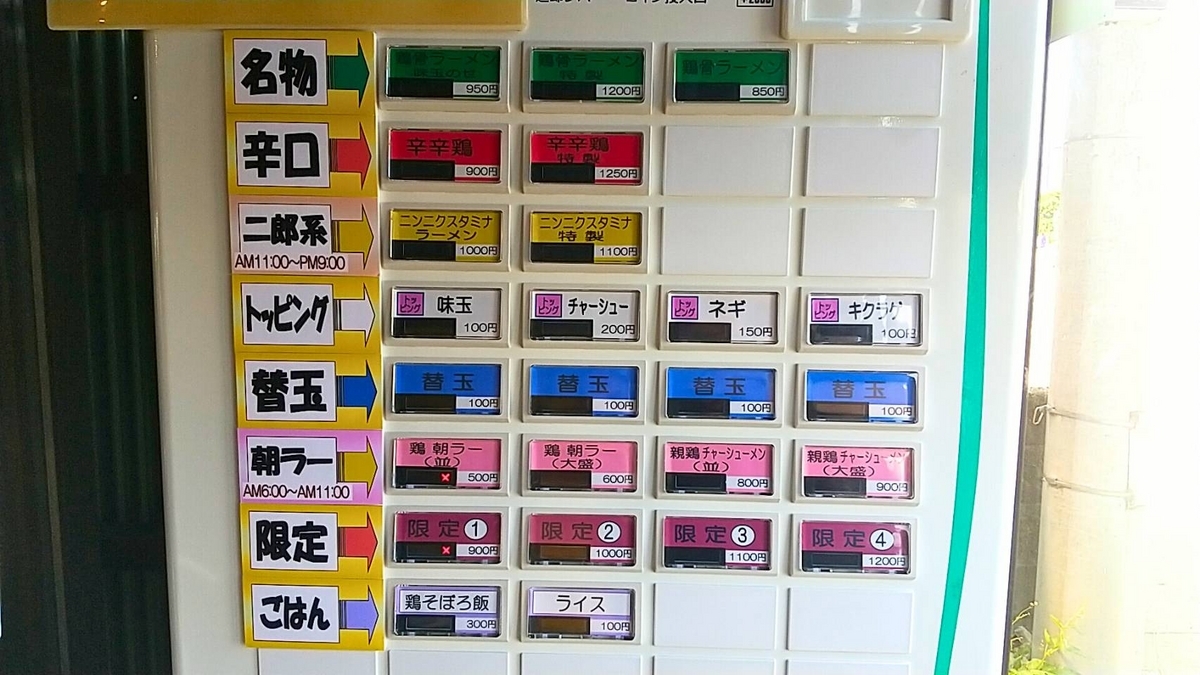 名物
鶏骨ラーメン
味玉のせ
950円
鶏骨ラーメン
特製
1200円
鶏骨ラーメン
850円
辛口
辛辛鶏
900円
辛辛鶏
特製
1250円
二郎系
AM11:00～PM9:00
ニンニクスタミナ
ラーメン
1000円
ニンニクスタミナ
特製
1100円
トッピング
トッピング 味玉
100円
トッピング チャーシュー
200円
トッピング ネギ
150円
トッピング キクラゲ
100円
替玉
替玉
100円
替玉
100円
替玉
100円
替玉
100円
朝ラー
AM6:00～AM11:00
鶏 朝ラー
(並)
500円
鶏 朝ラー
(大盛)
600円
親鶏チャーシューメン
(並)
800円
親鶏チャーシューメン
(大盛)
900円
限定
限定①
900円
限定②
1000円
限定③
1100円
限定④
1200円
ごはん
鶏そぼろ飯
300円
ライス
100円